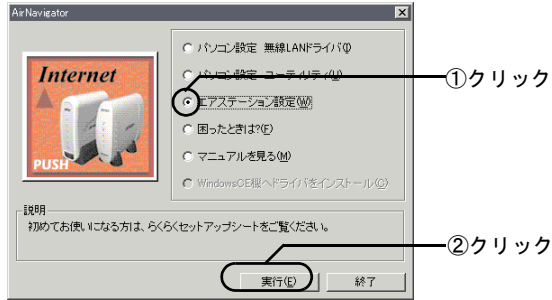 AirNavigator
パソコン設定 無線LANドライバ(I)
Internet
パソコン設定 ユーティリティ(U)
①クリック
エアステーション設定(W)
困ったときは?(F)
マニュアルを見る(M)
PUSH
WindowsCE機へドライバをインストール(C)
説明
初めてお使いになる方は、らくらくセットアップシートをご覧ください。
②クリック
実行(E)
終了